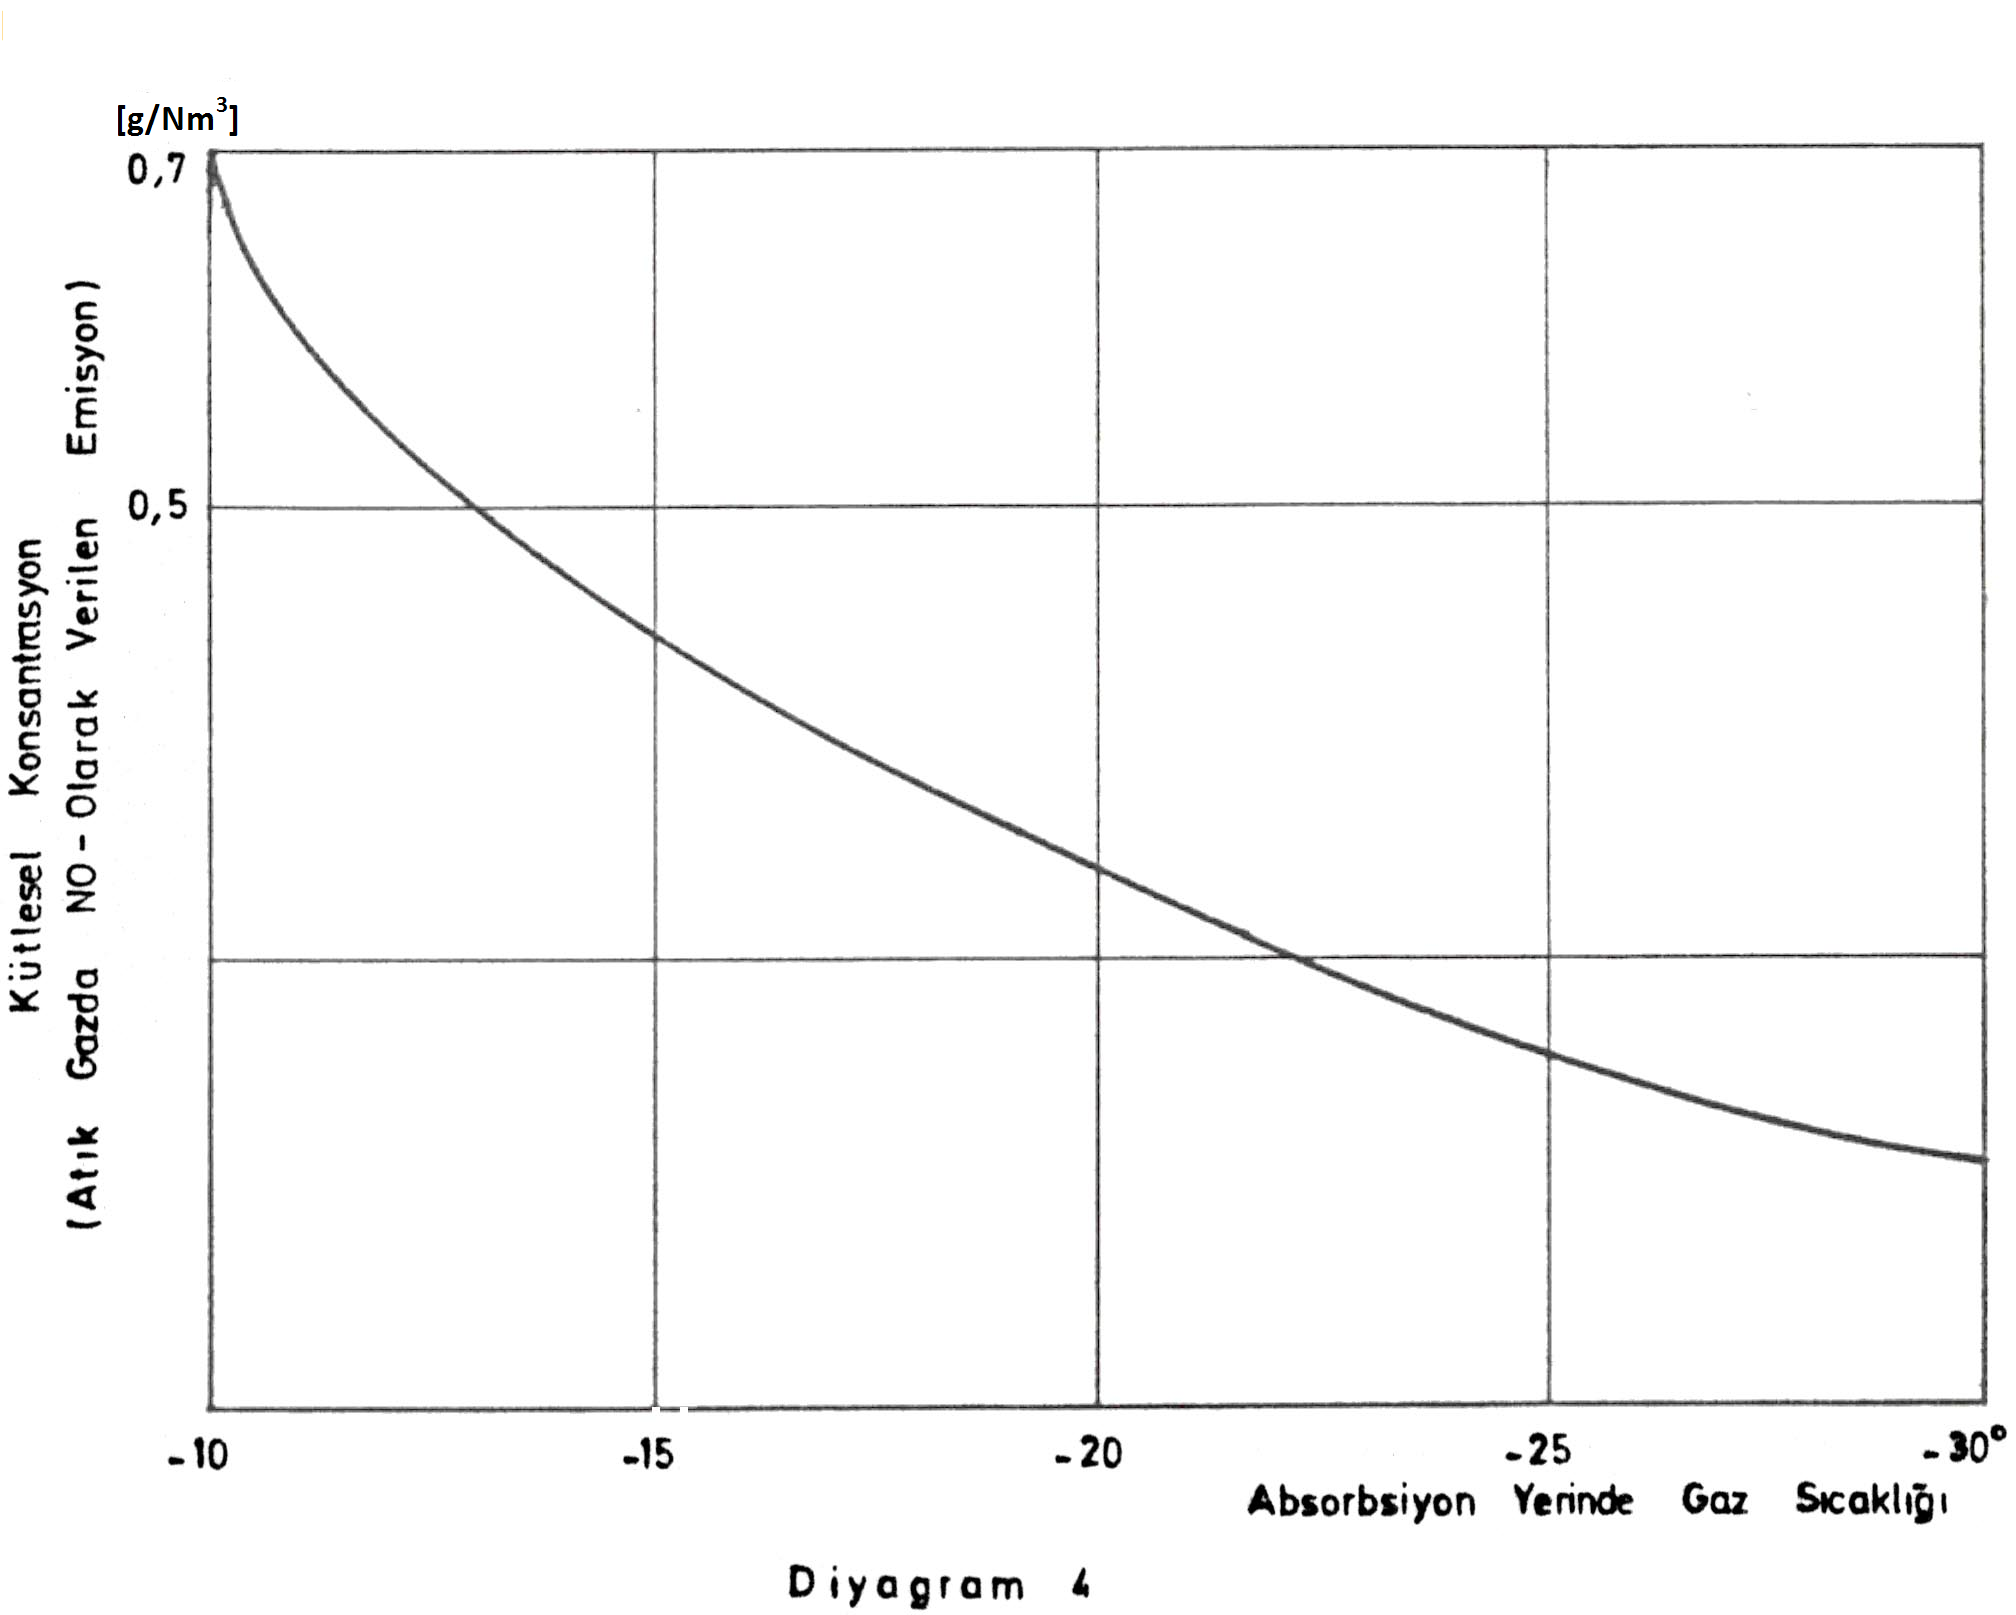 [g/Nm³]
0,7
0,5
Kütlesel Konsantrasyon
(Atık Gazda NO-Olarak Verilen Emisyon)
-10 -15 -20 -25 -30°
Absorbsiyon Yerinde Gaz Sıcaklığı
Diyagram 4